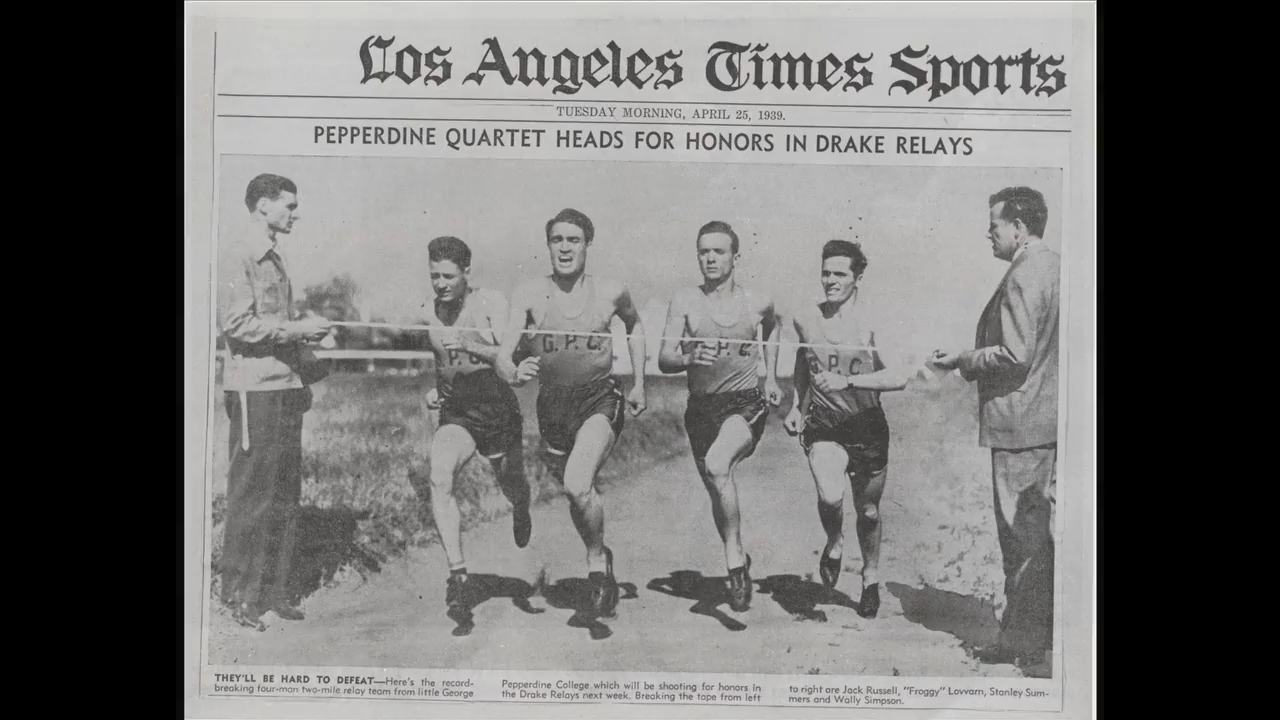 Los Angeles Times Sports
TUESDAY MORNING, APRIL 25, 1939.
PEPPERDINE QUARTET HEADS FOR HONORS IN DRAKE RELAYS
P. C.
G. P. C.
P. C.
P. C.
THEY'LL BE HARD TO DEFEAT—Here's the record-
breaking four-man two-mile relay team from little George
Pepperdine College which will be shooting for honors in
the Drake Relays next week. Breaking the tape from left
to right are Jack Russell, "Froggy" Lovvarn, Stanley Sum-
mers and Wally Simpson.